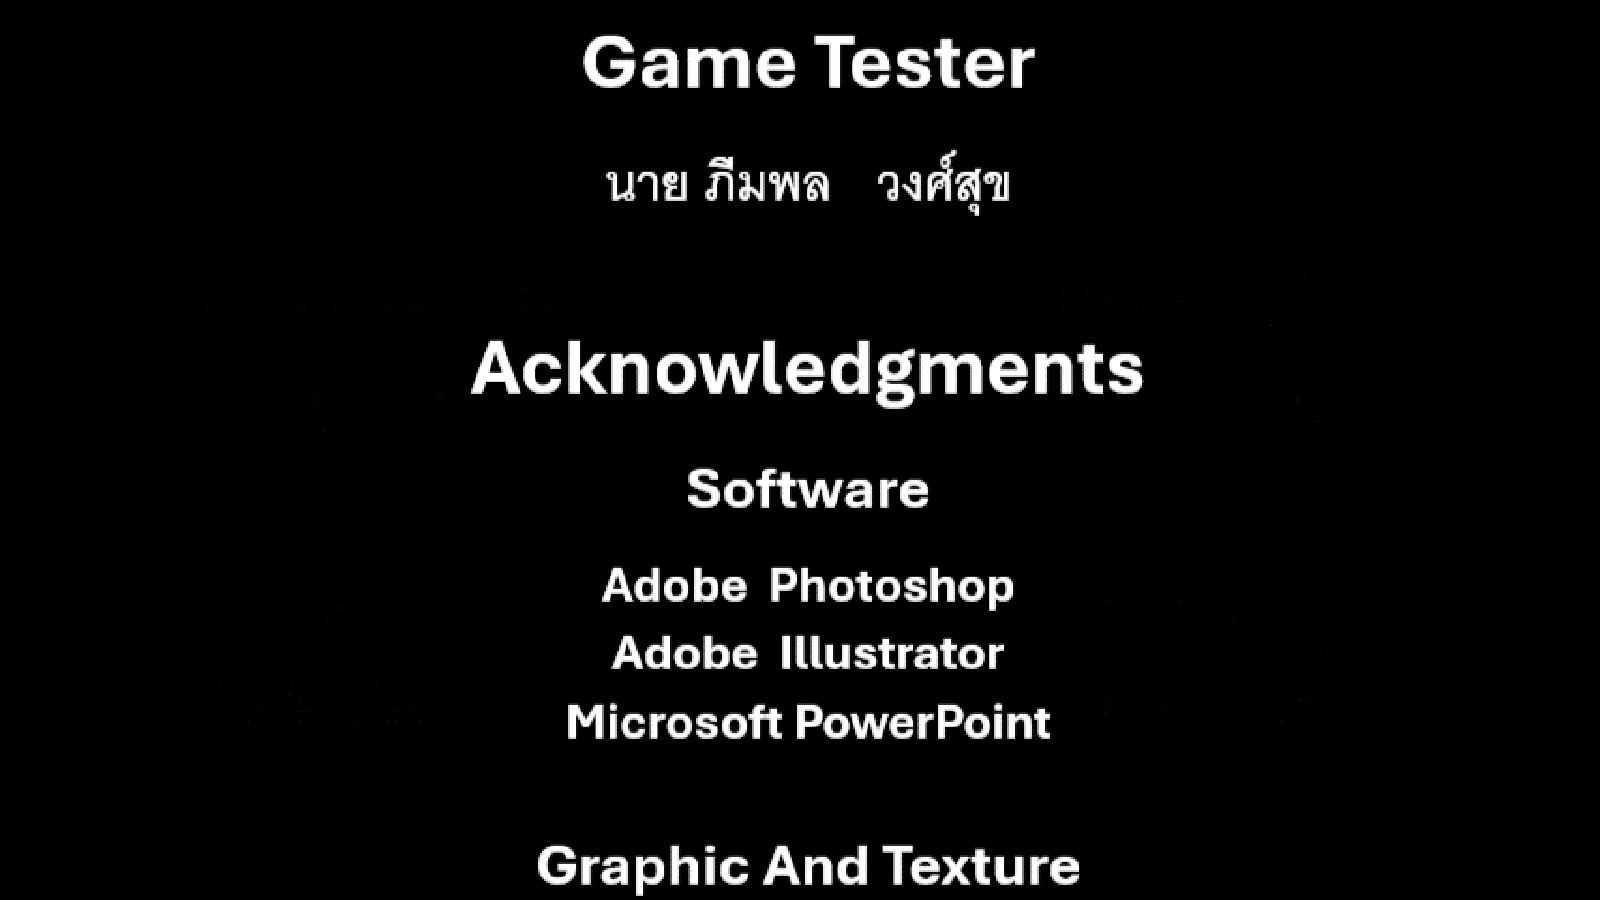 Game Tester
นาย ภีมพล วงศ์สุข
Acknowledgments
Software
Adobe Photoshop
Adobe Illustrator
Microsoft PowerPoint
Graphic And Texture